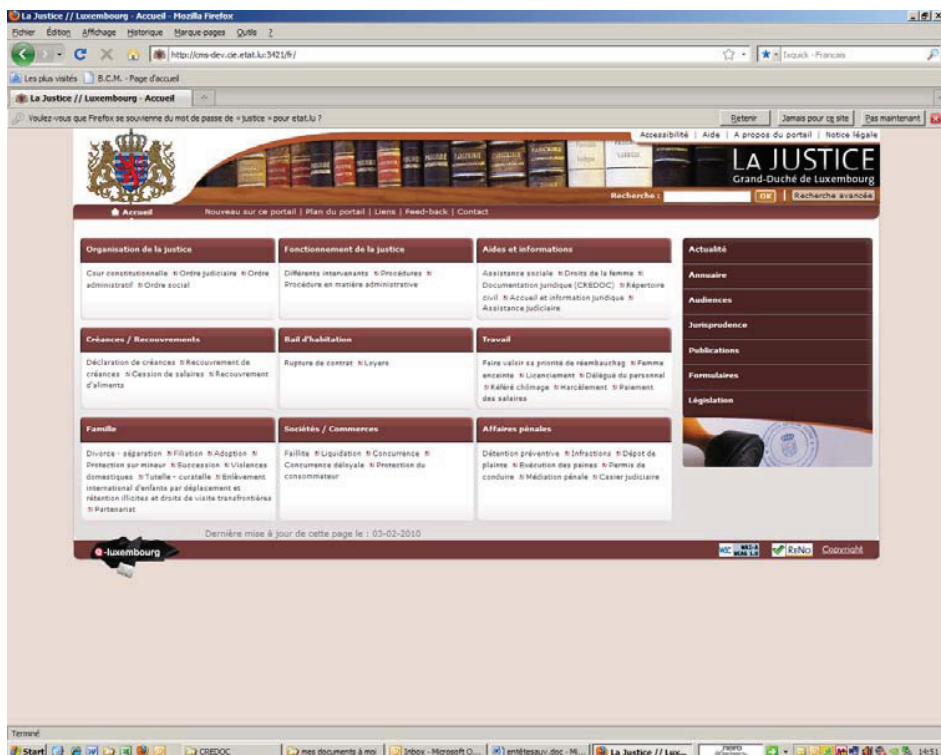 La Justice // Luxembourg - Accueil - Mozilla Firefox
Fichier Édition Affichage Historique Marque-pages Outils ?
http://cms-dev.cie.etat.lu:3421/fr/
Ixquick - Francais
Les plus visités B.C.M. - Page d'accueil
La Justice // Luxembourg - Accueil
Voulez-vous que Firefox se souvienne du mot de passe de « justice » pour etat.lu ?
Retenir Jamais pour ce site Pas maintenant
Accessibilité | Aide | A propos du portail | Notice légale
LA JUSTICE
Grand-Duché de Luxembourg
Recherche : OK | Recherche avancée
Accueil
Nouveau sur ce portail | Plan du portail | Liens | Feed-back | Contact
Organisation de la justice
Cour constitutionnelle Ordre judiciaire Ordre
administratif Ordre social
Fonctionnement de la justice
Différents intervenants Procédures
Procédure en matière administrative
Aides et informations
Assistance sociale Droits de la femme
Documentation juridique (CREDOC) Répertoire
civil Accueil et information juridique
Assistance judiciaire
Créances / Recouvrements
Déclaration de créances Recouvrement de
créances Cession de salaires Recouvrement
d'aliments
Bail d'habitation
Rupture de contrat Loyers
Travail
Faire valoir sa priorité de réembauchag Femme
enceinte Licenciement Délégué du personnel
Référé chômage Harcèlement Paiement
des salaires
Famille
Divorce - séparation Filiation Adoption
Protection sur mineur Succession Violences
domestiques Tutelle - curatelle Enlèvement
international d'enfants par déplacement et
rétention illicites et droits de visite transfrontières
Partenariat
Sociétés / Commerces
Faillite Liquidation Concurrence
Concurrence déloyale Protection du
consommateur
Affaires pénales
Détention préventive Infractions Dépot de
plainte Exécution des peines Permis de
conduire Médiation pénale Casier judiciaire
Actualité
Annuaire
Audiences
Jurisprudence
Publications
Formulaires
Législation
Dernière mise à jour de cette page le : 03-02-2010
e-luxembourg
W3C WAI-A WCAG 1.0 ReNo Copyright
Terminé
Start CREDOC mes documents à moi Inbox - Microsoft O... entêtesauv.doc - Mi... La Justice // Lux... 14:51